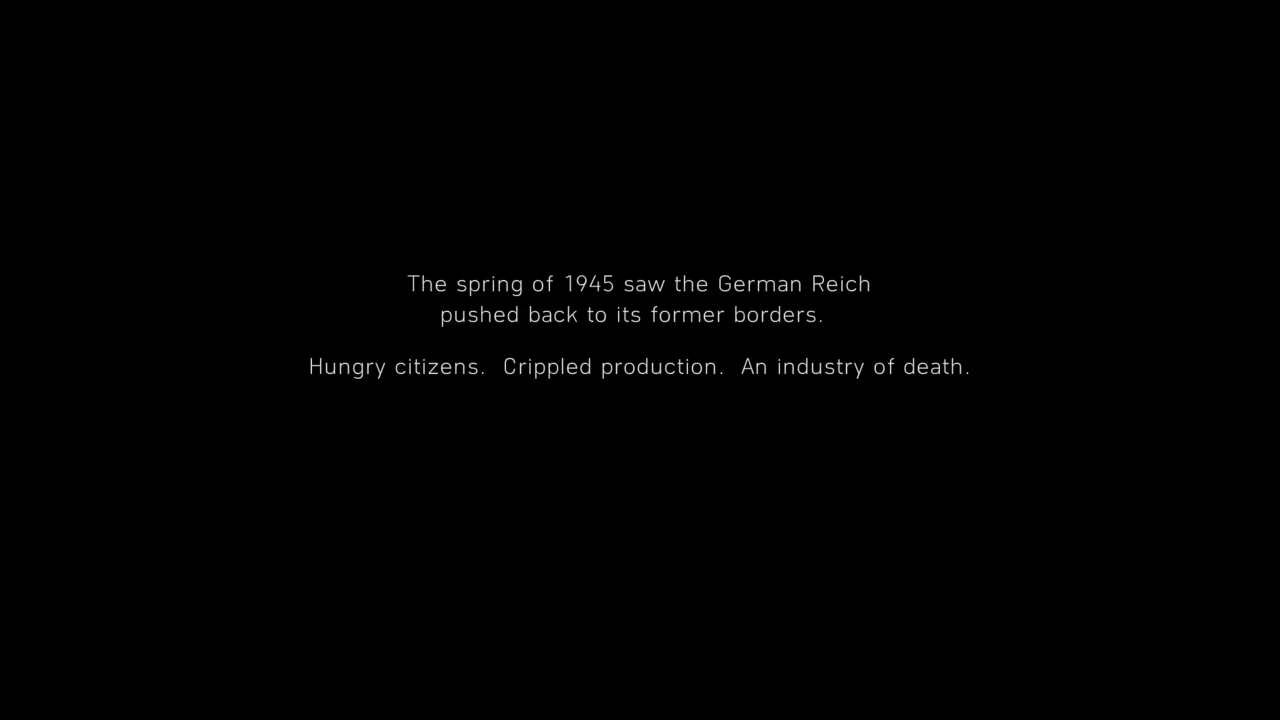 The spring of 1945 saw the German Reich
pushed back to its former borders.
Hungry citizens.  Crippled production.  An industry of death.